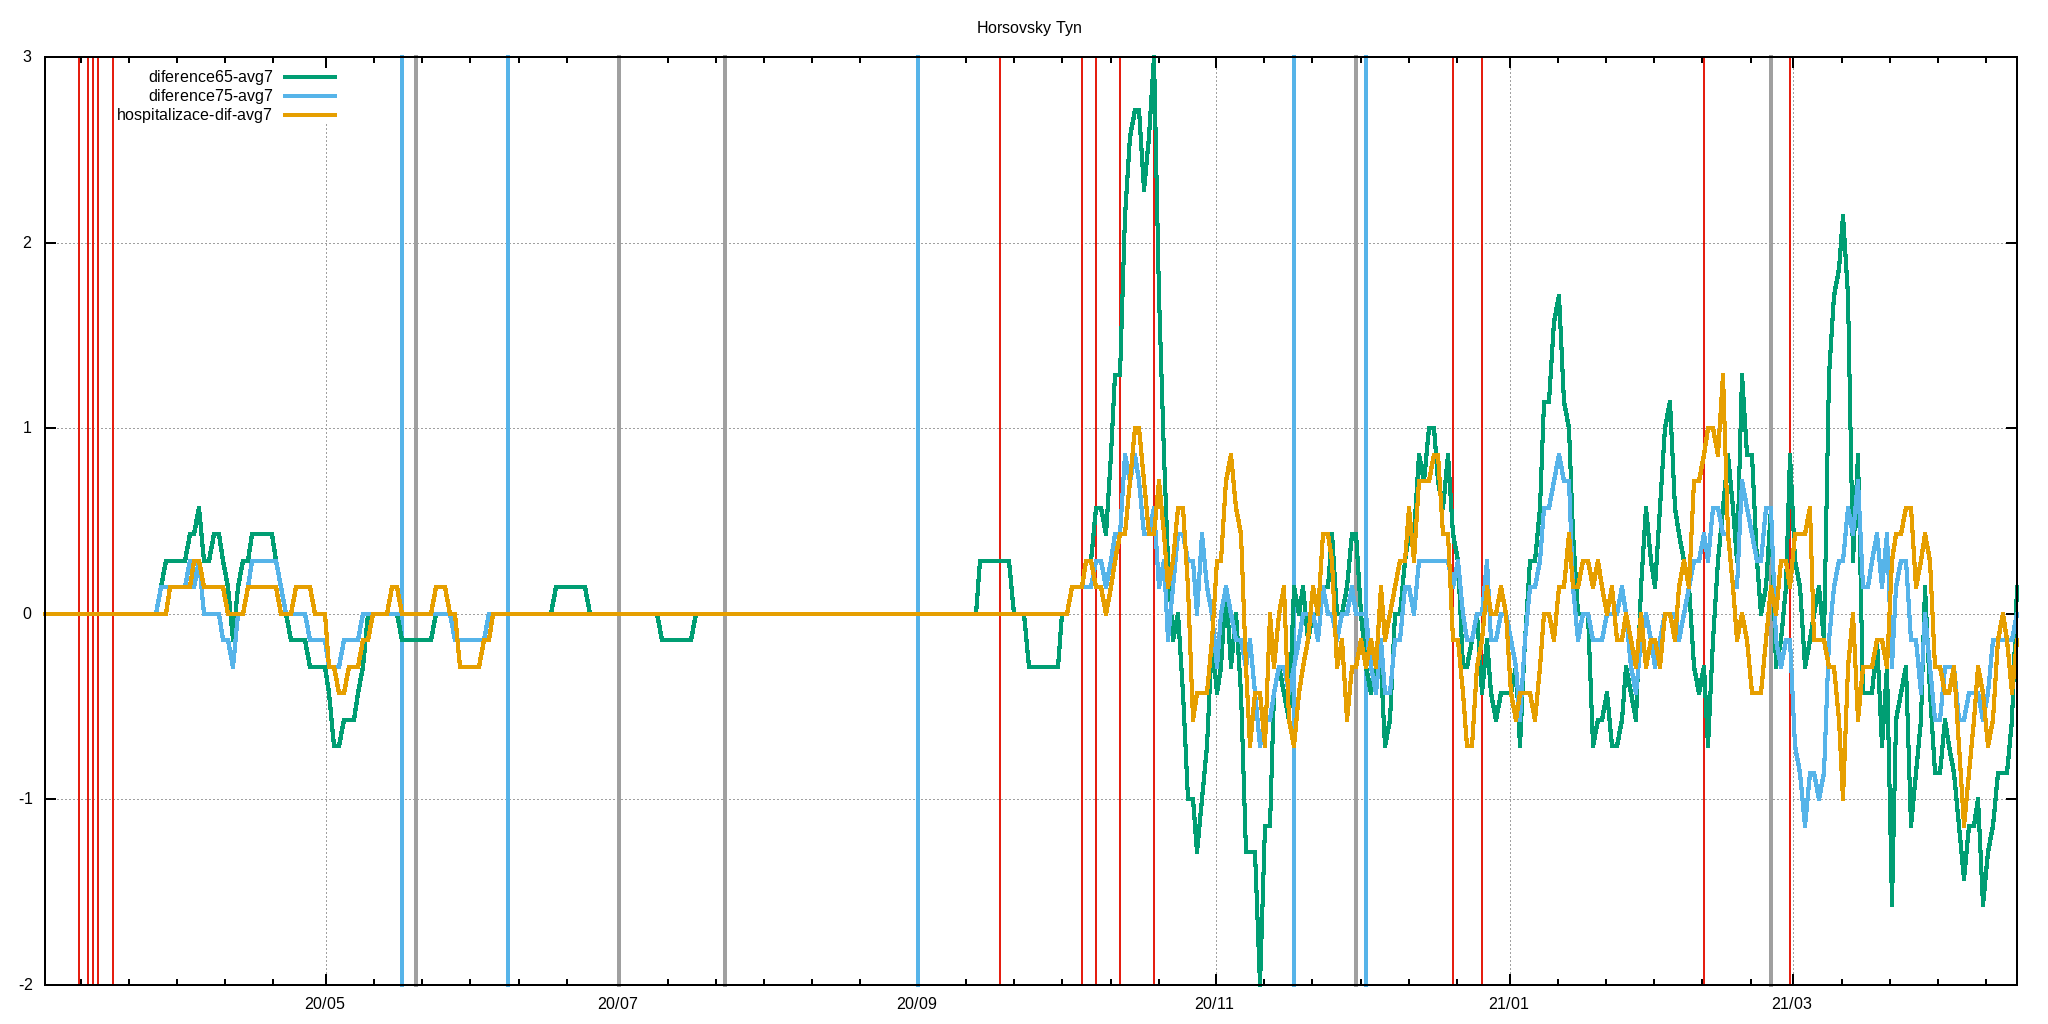 Horsovsky Tyn
3
diference65-avg7
diference75-avg7
hospitalizace-dif-avg7
2
1
0
-1
-2
20/05 20/07 20/09 20/11 21/01 21/03